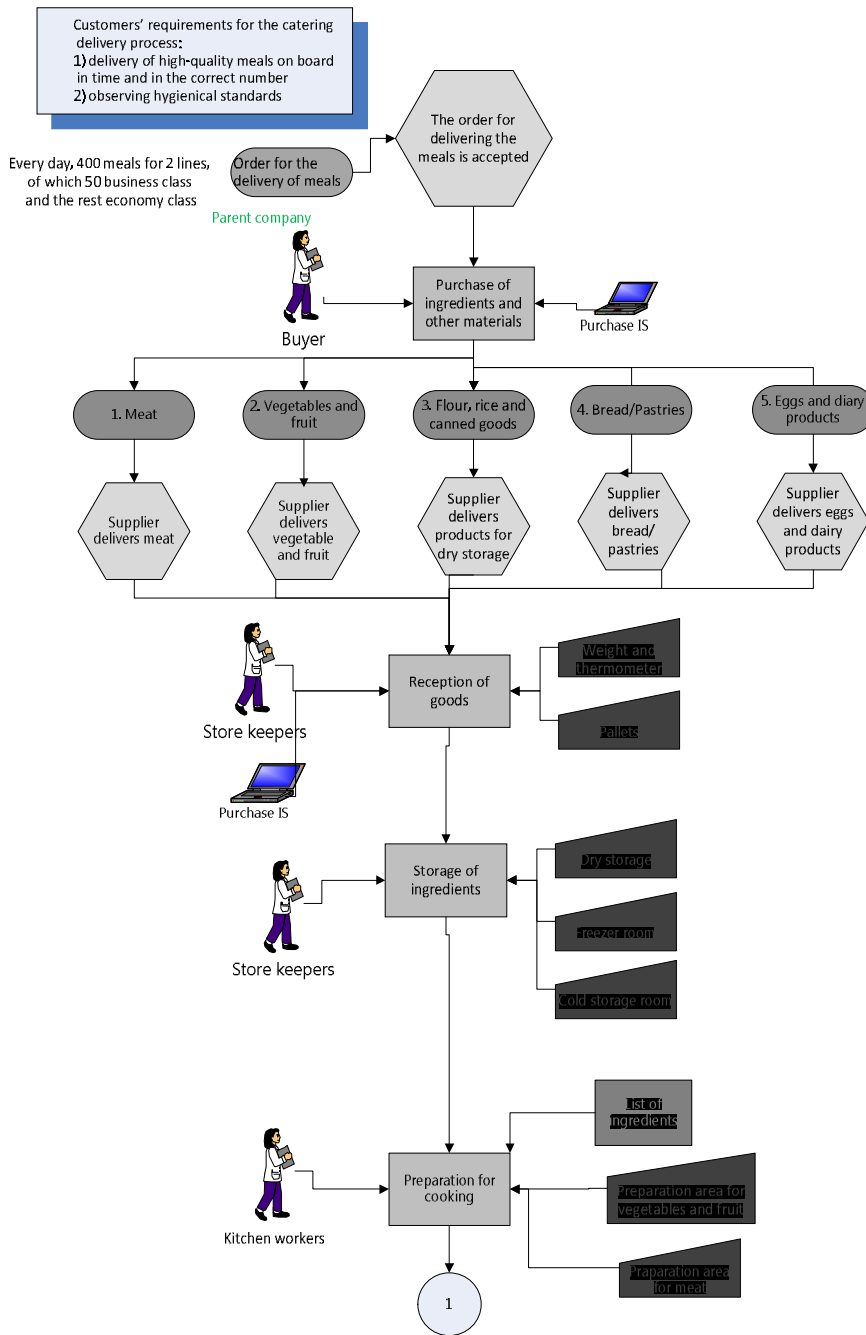 Customers’ requirements for the catering
delivery process:
1) delivery of high-quality meals on board
in time and in the correct number
2) observing hygienical standards
The order for
delivering the
meals is accepted
Every day, 400 meals for 2 lines,
of which 50 business class
and the rest economy class
Order for the
delivery of meals
Parent company
Purchase of
ingredients and
other materials
Buyer
Purchase IS
1. Meat
2. Vegetables and
fruit
3. Flour, rice and
canned goods
4. Bread/Pastries
5. Eggs and diary
products
Supplier
delivers meat
Supplier
delivers
vegetable
and fruit
Supplier
delivers
products for
dry storage
Supplier
delivers
bread/
pastries
Supplier
delivers eggs
and dairy
products
Weight and
thermometer
Reception of
goods
Store keepers
Pallets
Purchase IS
Dry storage
Storage of
ingredients
Freezer room
Store keepers
Cold storage room
List of
ingredients
Preparation for
cooking
Preparation area for
vegetables and fruit
Kitchen workers
Praparation area
for meat
1